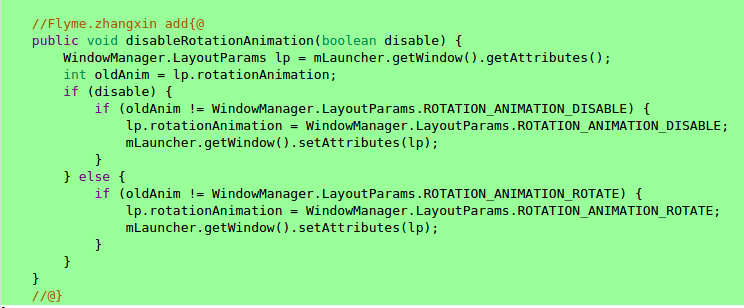 //Flyme.zhangxin add{@
public void disableRotationAnimation(boolean disable) {
    WindowManager.LayoutParams lp = mLauncher.getWindow().getAttributes();
    int oldAnim = lp.rotationAnimation;
    if (disable) {
        if (oldAnim != WindowManager.LayoutParams.ROTATION_ANIMATION_DISABLE) {
            lp.rotationAnimation = WindowManager.LayoutParams.ROTATION_ANIMATION_DISABLE;
            mLauncher.getWindow().setAttributes(lp);
        }
    } else {
        if (oldAnim != WindowManager.LayoutParams.ROTATION_ANIMATION_ROTATE) {
            lp.rotationAnimation = WindowManager.LayoutParams.ROTATION_ANIMATION_ROTATE;
            mLauncher.getWindow().setAttributes(lp);
        }
    }
}
//@}